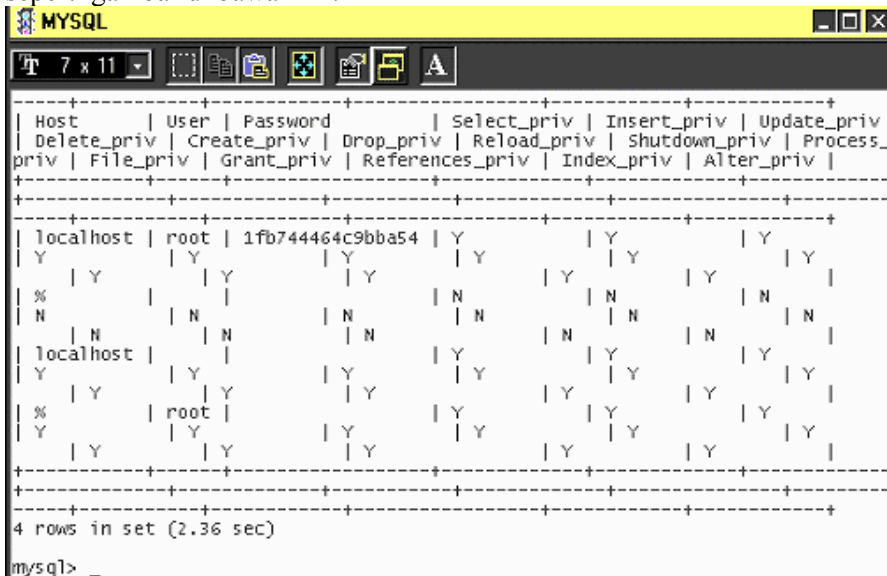 MYSQL
7 x 11 A
-----+------------+-------------+------------------+-------------+-------------+
| Host | User | Password | Select_priv | Insert_priv | Update_priv
| Delete_priv | Create_priv | Drop_priv | Reload_priv | Shutdown_priv | Process_
priv | File_priv | Grant_priv | References_priv | Index_priv | Alter_priv |
+-----------+------+------------------+-------------+-------------+------------
+-------------+-------------+-----------+-------------+---------------+--------
-----+-----------+------------+-----------------+------------+------------+
| localhost | root | 1fb744464c9bba54 | Y | Y | Y
| Y | Y | Y | Y | Y | Y
| Y | Y | Y | Y | Y |
| % | | | N | N | N
| N | N | N | N | N | N
| N | N | N | N | N |
| localhost | | | Y | Y | Y
| Y | Y | Y | Y | Y | Y
| Y | Y | Y | Y | Y |
| % | root | | Y | Y | Y
| Y | Y | Y | Y | Y | Y
| Y | Y | Y | Y | Y |
+-----------+------+------------------+-------------+-------------+------------
+-------------+-------------+-----------+-------------+---------------+--------
-----+-----------+------------+-----------------+------------+------------+
4 rows in set (2.36 sec)
mysql> _